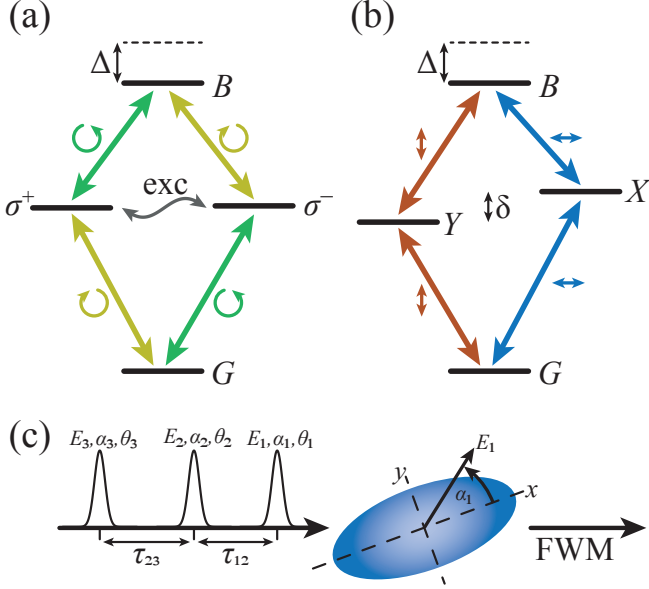 (a)
Δ
B
exc
σ⁺
σ⁻
G
(b)
Δ
B
X
Y
δ
G
(c)
E₃,α₃,θ₃
E₂,α₂,θ₂
E₁,α₁,θ₁
τ₂₃
τ₁₂
E₁
y
α₁
x
FWM